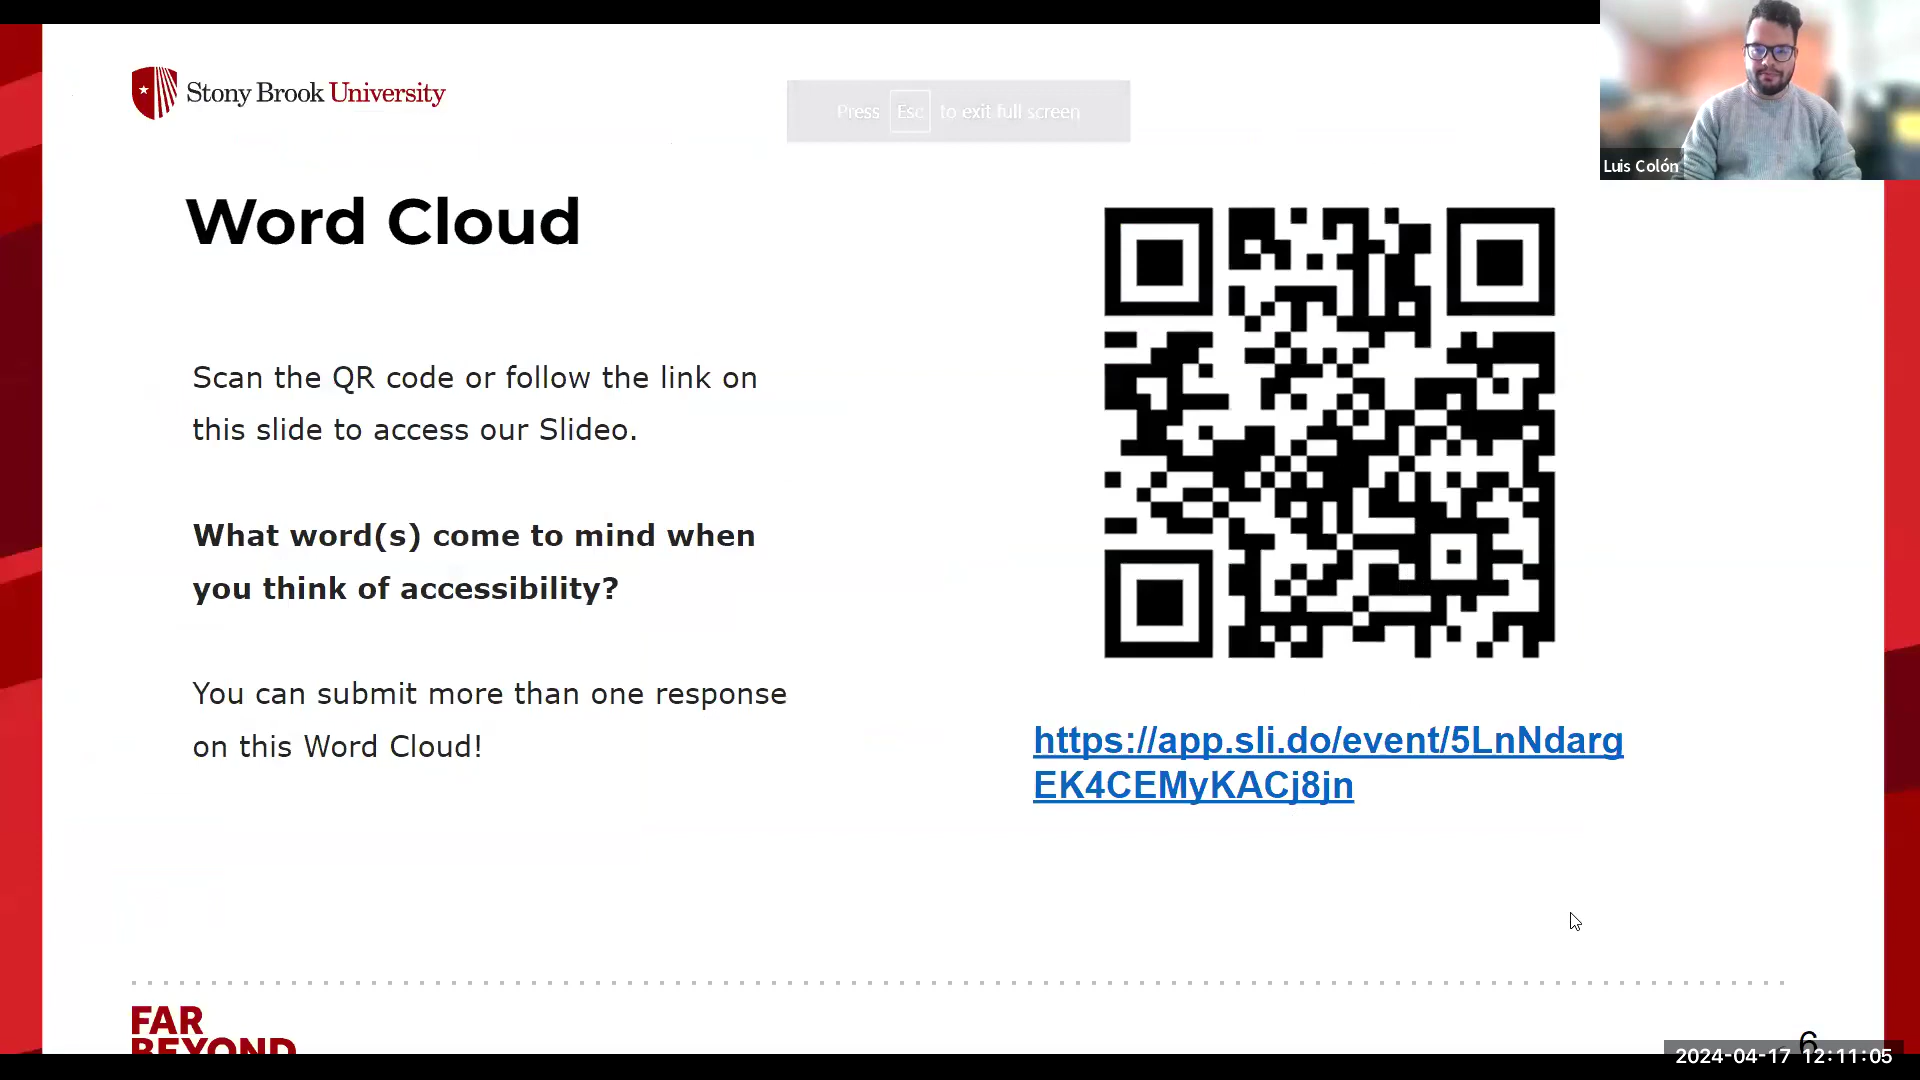 Stony Brook University
Press Esc to exit full screen
Luis Colón
Word Cloud
Scan the QR code or follow the link on
this slide to access our Slideo.
What word(s) come to mind when
you think of accessibility?
You can submit more than one response
on this Word Cloud!
https://app.sli.do/event/5LnNdarg
EK4CEMyKACj8jn
FAR
BEYOND
6
2024-04-17 12:11:05